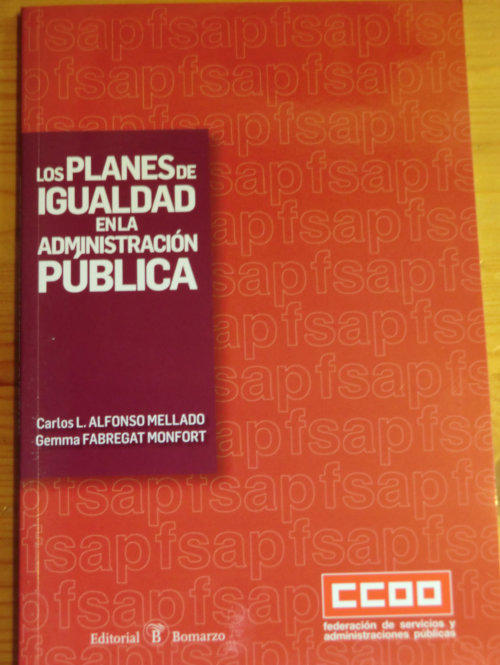 LOS PLANES DE
IGUALDAD
EN LA
ADMINISTRACIÓN
PÚBLICA
Carlos L. ALFONSO MELLADO
Gemma FABREGAT MONFORT
Editorial B Bomarzo
CCOO
federación de servicios y
administraciones públicas